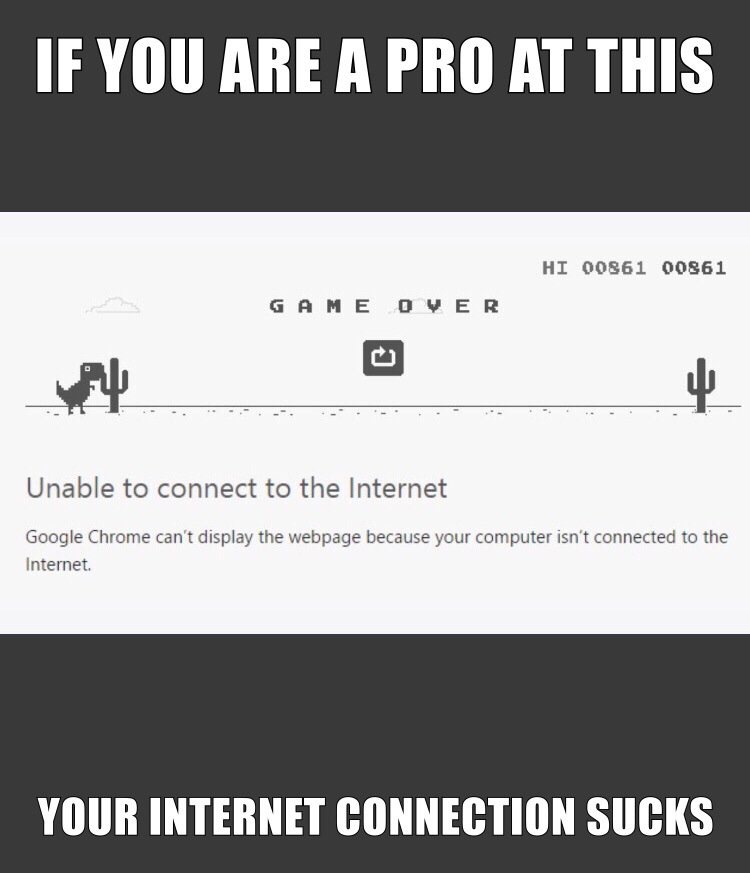 IF YOU ARE A PRO AT THIS
HI 00861 00861
GAME OVER
Unable to connect to the Internet
Google Chrome can't display the webpage because your computer isn't connected to the
Internet.
YOUR INTERNET CONNECTION SUCKS